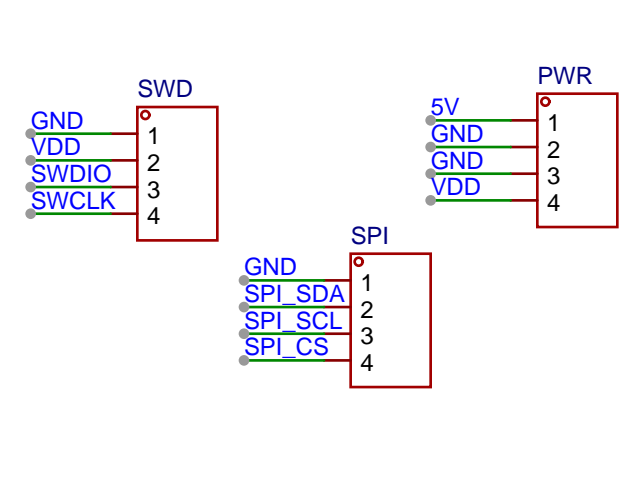 SWD
GND 1
VDD 2
SWDIO 3
SWCLK 4
PWR
5V 1
GND 2
GND 3
VDD 4
SPI
GND 1
SPI_SDA 2
SPI_SCL 3
SPI_CS 4